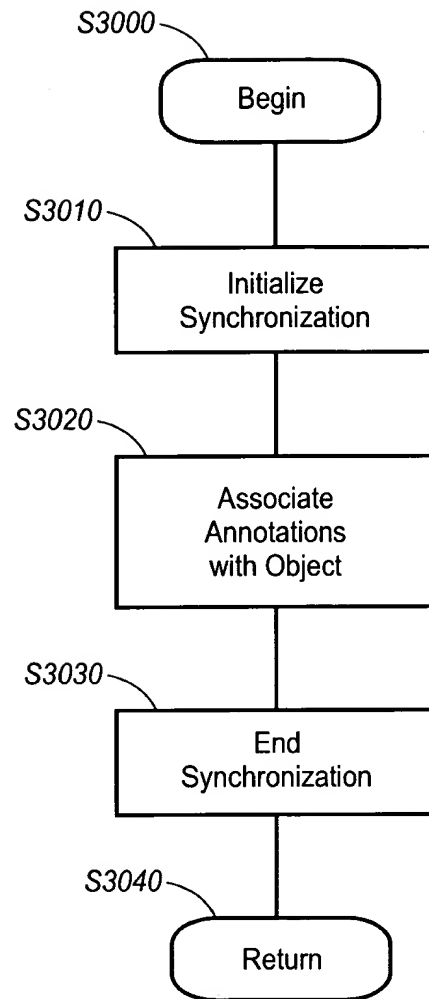 S3000
Begin
S3010
Initialize
Synchronization
S3020
Associate
Annotations
with Object
S3030
End
Synchronization
S3040
Return